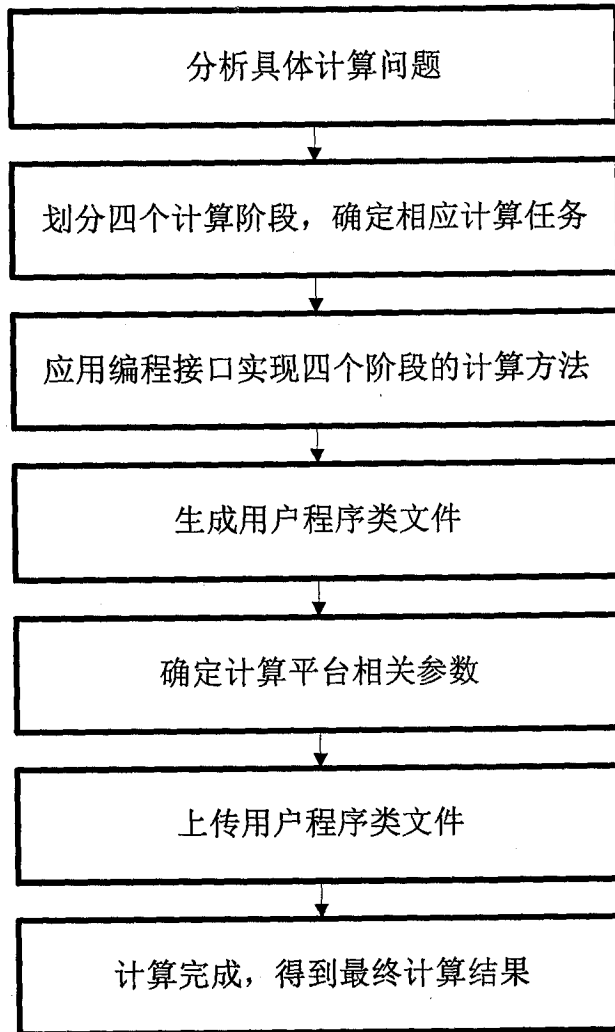 分析具体计算问题
划分四个计算阶段，确定相应计算任务
应用编程接口实现四个阶段的计算方法
生成用户程序类文件
确定计算平台相关参数
上传用户程序类文件
计算完成，得到最终计算结果